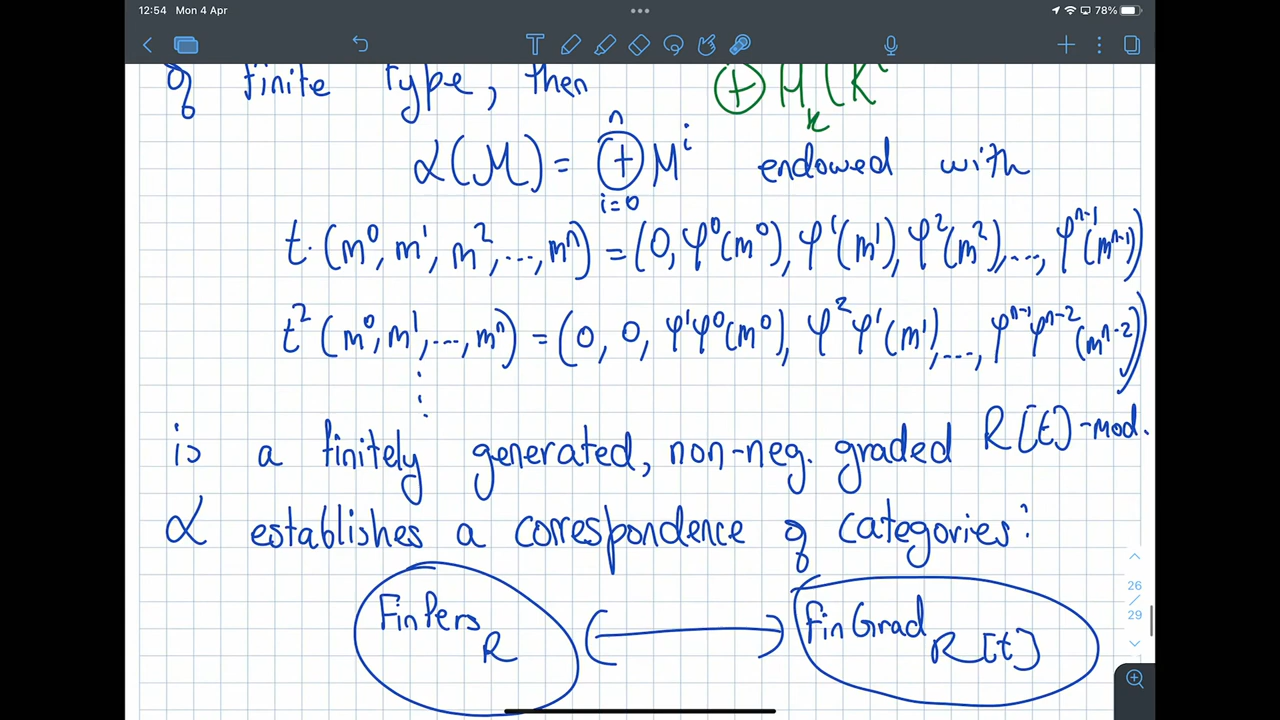 12:54 Mon 4 Apr
78%
of finite type, then ⊕ H_k(K^i
α(M) = ⊕_{i=0}^{n} M^i endowed with
t·(m^0, m^1, m^2, ..., m^n) = (0, φ^0(m^0), φ^1(m^1), φ^2(m^2), ..., φ^{n-1}(m^{n-1}))
t^2(m^0, m^1, ..., m^n) = (0, 0, φ^1φ^0(m^0), φ^2φ^1(m^1), ..., φ^{n-1}φ^{n-2}(m^{n-2}))
⋮
is a finitely generated, non-neg. graded R[t]-mod.
α establishes a correspondence of categories:
FinPers_R ⟷ FinGrad_{R[t]}
26
/
29